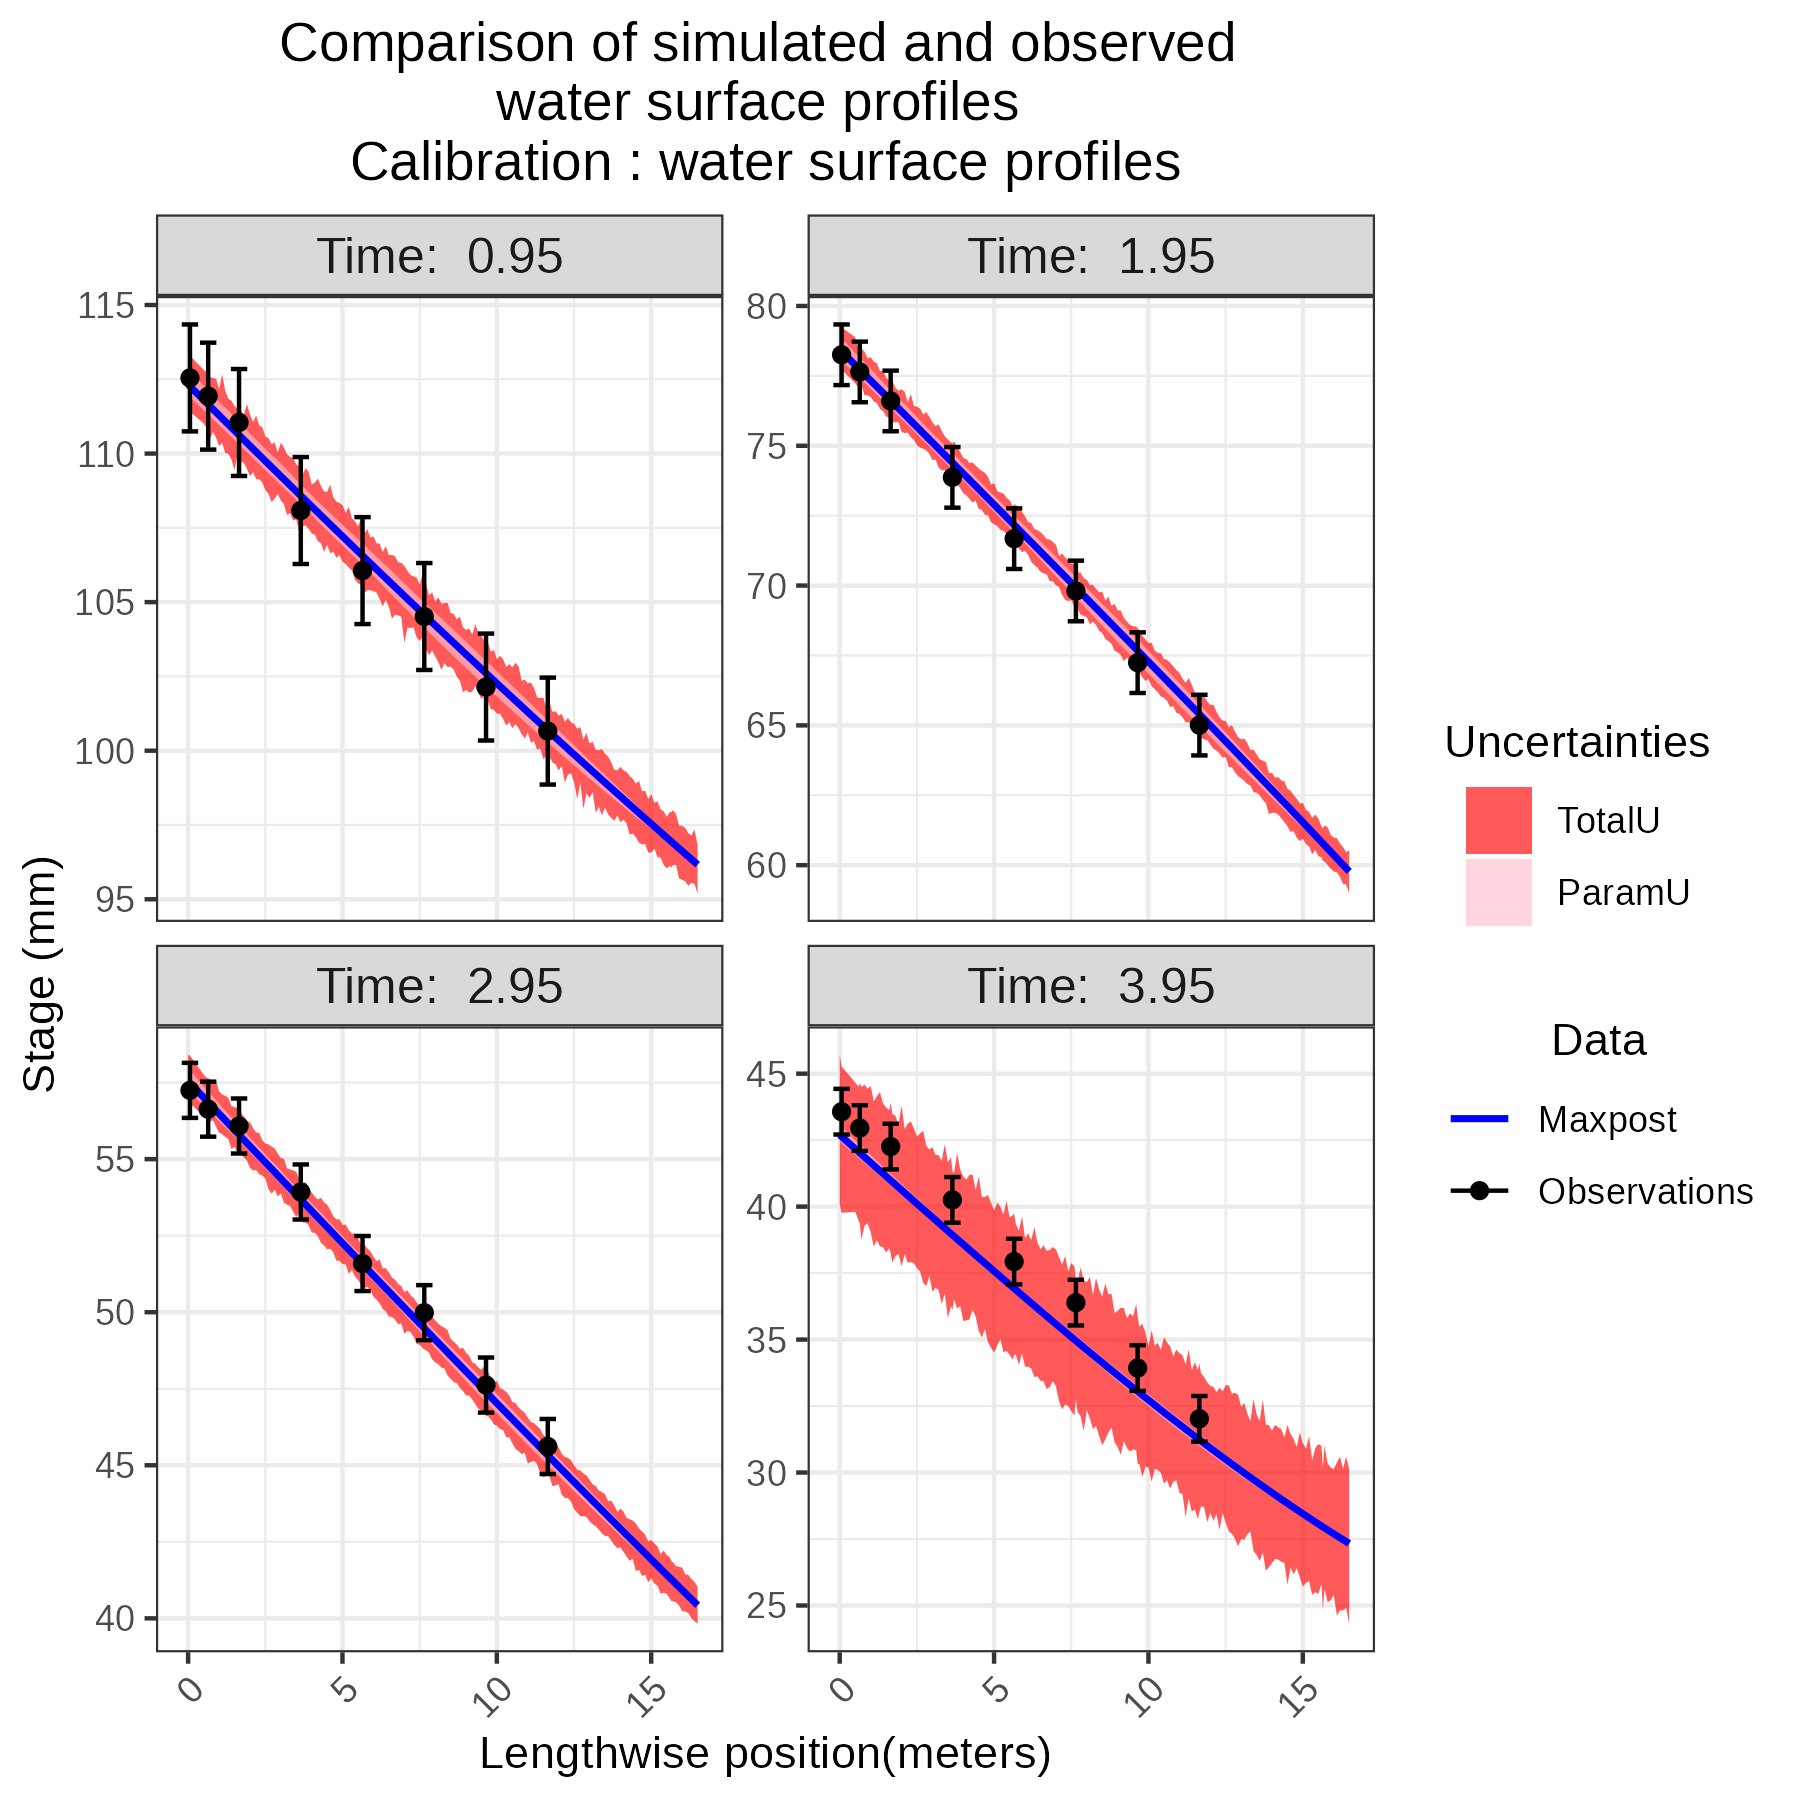 Comparison of simulated and observed
water surface profiles
Calibration : water surface profiles
Time:  0.95
Time:  1.95
115
110
105
100
95
80
75
70
65
60
Time:  2.95
Time:  3.95
55
50
45
40
45
40
35
30
25
0 5 10 15
0 5 10 15
Stage (mm)
Lengthwise position(meters)
Uncertainties
TotalU
ParamU
Data
Maxpost
Observations